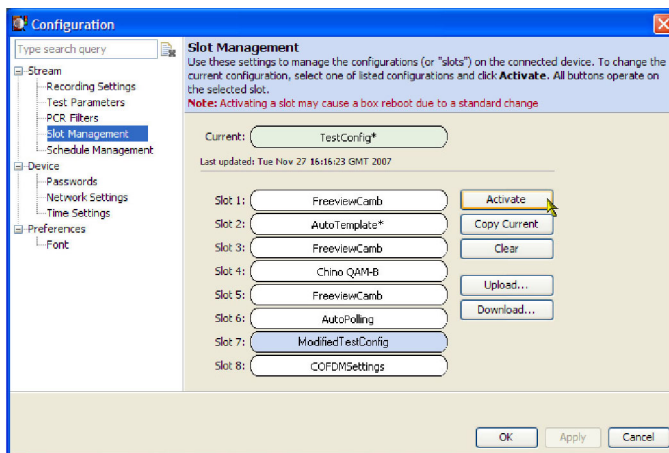 Configuration
Type search query
Stream
Recording Settings
Test Parameters
PCR Filters
Slot Management
Schedule Management
Device
Passwords
Network Settings
Time Settings
Preferences
Font
Slot Management
Use these settings to manage the configurations (or "slots") on the connected device. To change the
current configuration, select one of listed configurations and click Activate. All buttons operate on
the selected slot.
Note: Activating a slot may cause a box reboot due to a standard change
Current: TestConfig*
Last updated: Tue Nov 27 16:16:23 GMT 2007
Slot 1: FreeviewCamb
Slot 2: AutoTemplate*
Slot 3: FreeviewCamb
Slot 4: Chino QAM-B
Slot 5: FreeviewCamb
Slot 6: AutoPolling
Slot 7: ModifiedTestConfig
Slot 8: COFDMSettings
Activate
Copy Current
Clear
Upload...
Download...
OK Apply Cancel